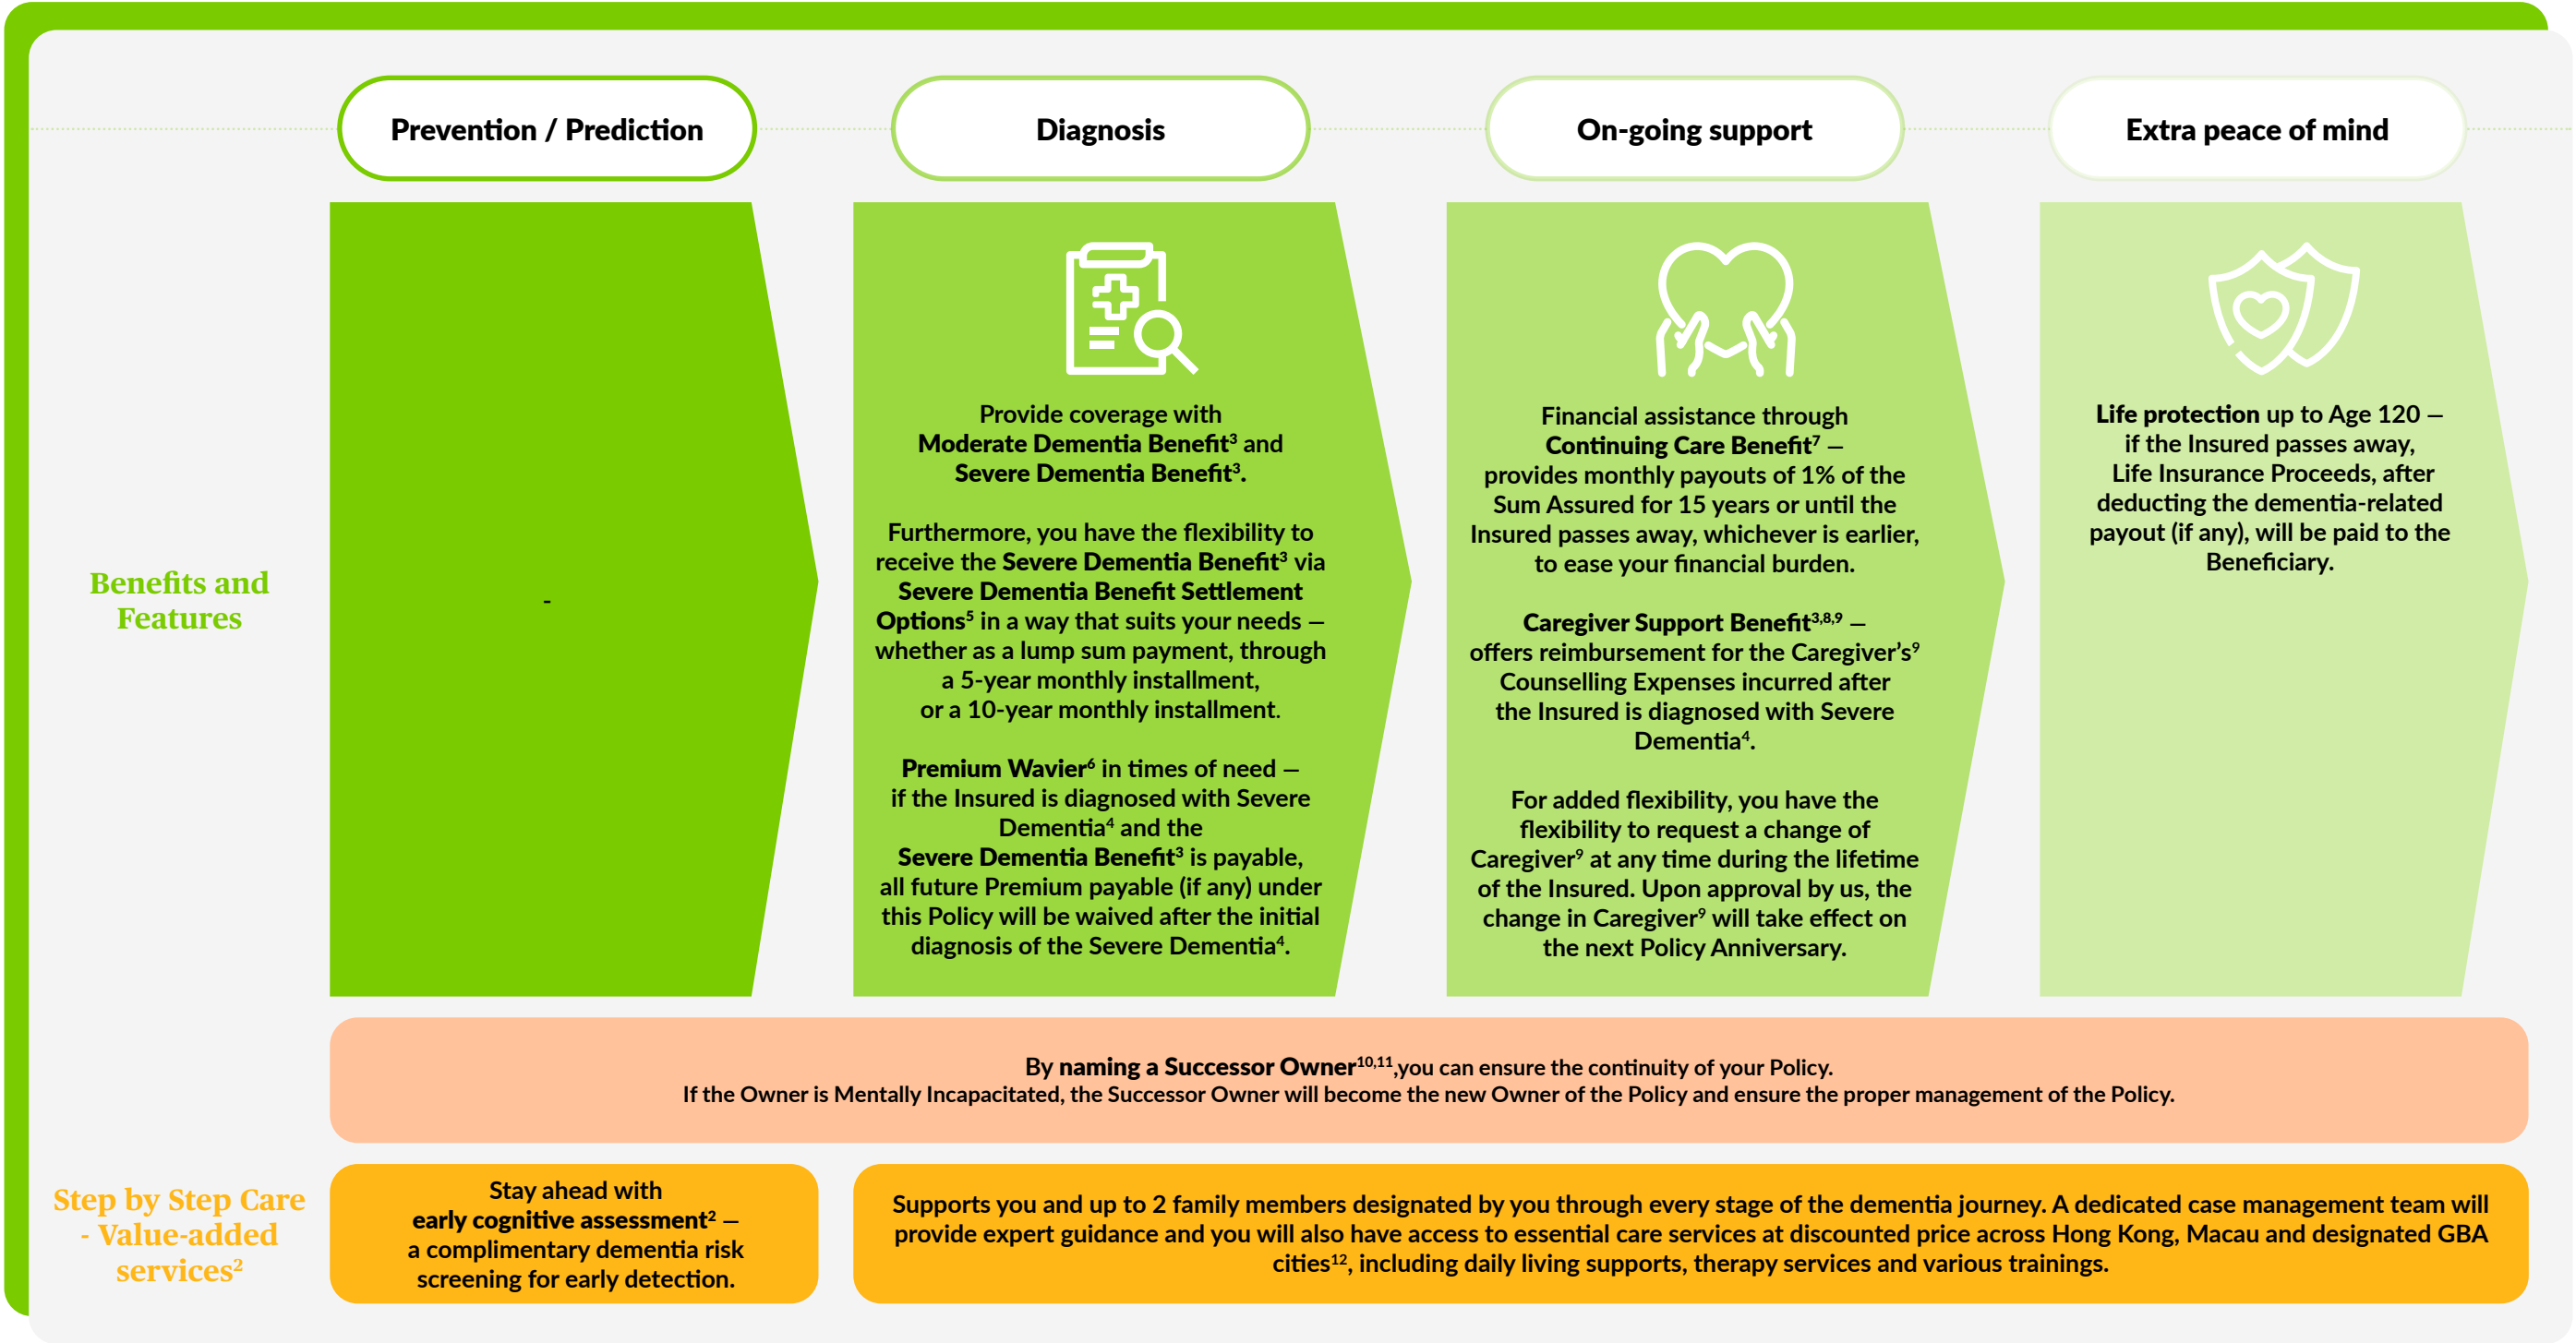 Prevention / Prediction
Diagnosis
On-going support
Extra peace of mind
Benefits and
Features
-
Provide coverage with
Moderate Dementia Benefit³ and
Severe Dementia Benefit³.
Furthermore, you have the flexibility to
receive the Severe Dementia Benefit³ via
Severe Dementia Benefit Settlement
Options⁵ in a way that suits your needs –
whether as a lump sum payment, through
a 5-year monthly installment,
or a 10-year monthly installment.
Premium Wavier⁶ in times of need –
if the Insured is diagnosed with Severe
Dementia⁴ and the
Severe Dementia Benefit³ is payable,
all future Premium payable (if any) under
this Policy will be waived after the initial
diagnosis of the Severe Dementia⁴.
Financial assistance through
Continuing Care Benefit⁷ –
provides monthly payouts of 1% of the
Sum Assured for 15 years or until the
Insured passes away, whichever is earlier,
to ease your financial burden.
Caregiver Support Benefit³,⁸,⁹ –
offers reimbursement for the Caregiver’s⁹
Counselling Expenses incurred after
the Insured is diagnosed with Severe
Dementia⁴.
For added flexibility, you have the
flexibility to request a change of
Caregiver⁹ at any time during the lifetime
of the Insured. Upon approval by us, the
change in Caregiver⁹ will take effect on
the next Policy Anniversary.
Life protection up to Age 120 –
if the Insured passes away,
Life Insurance Proceeds, after
deducting the dementia-related
payout (if any), will be paid to the
Beneficiary.
By naming a Successor Owner¹⁰,¹¹,you can ensure the continuity of your Policy.
If the Owner is Mentally Incapacitated, the Successor Owner will become the new Owner of the Policy and ensure the proper management of the Policy.
Step by Step Care
- Value-added
services²
Stay ahead with
early cognitive assessment² –
a complimentary dementia risk
screening for early detection.
Supports you and up to 2 family members designated by you through every stage of the dementia journey. A dedicated case management team will
provide expert guidance and you will also have access to essential care services at discounted price across Hong Kong, Macau and designated GBA
cities¹², including daily living supports, therapy services and various trainings.